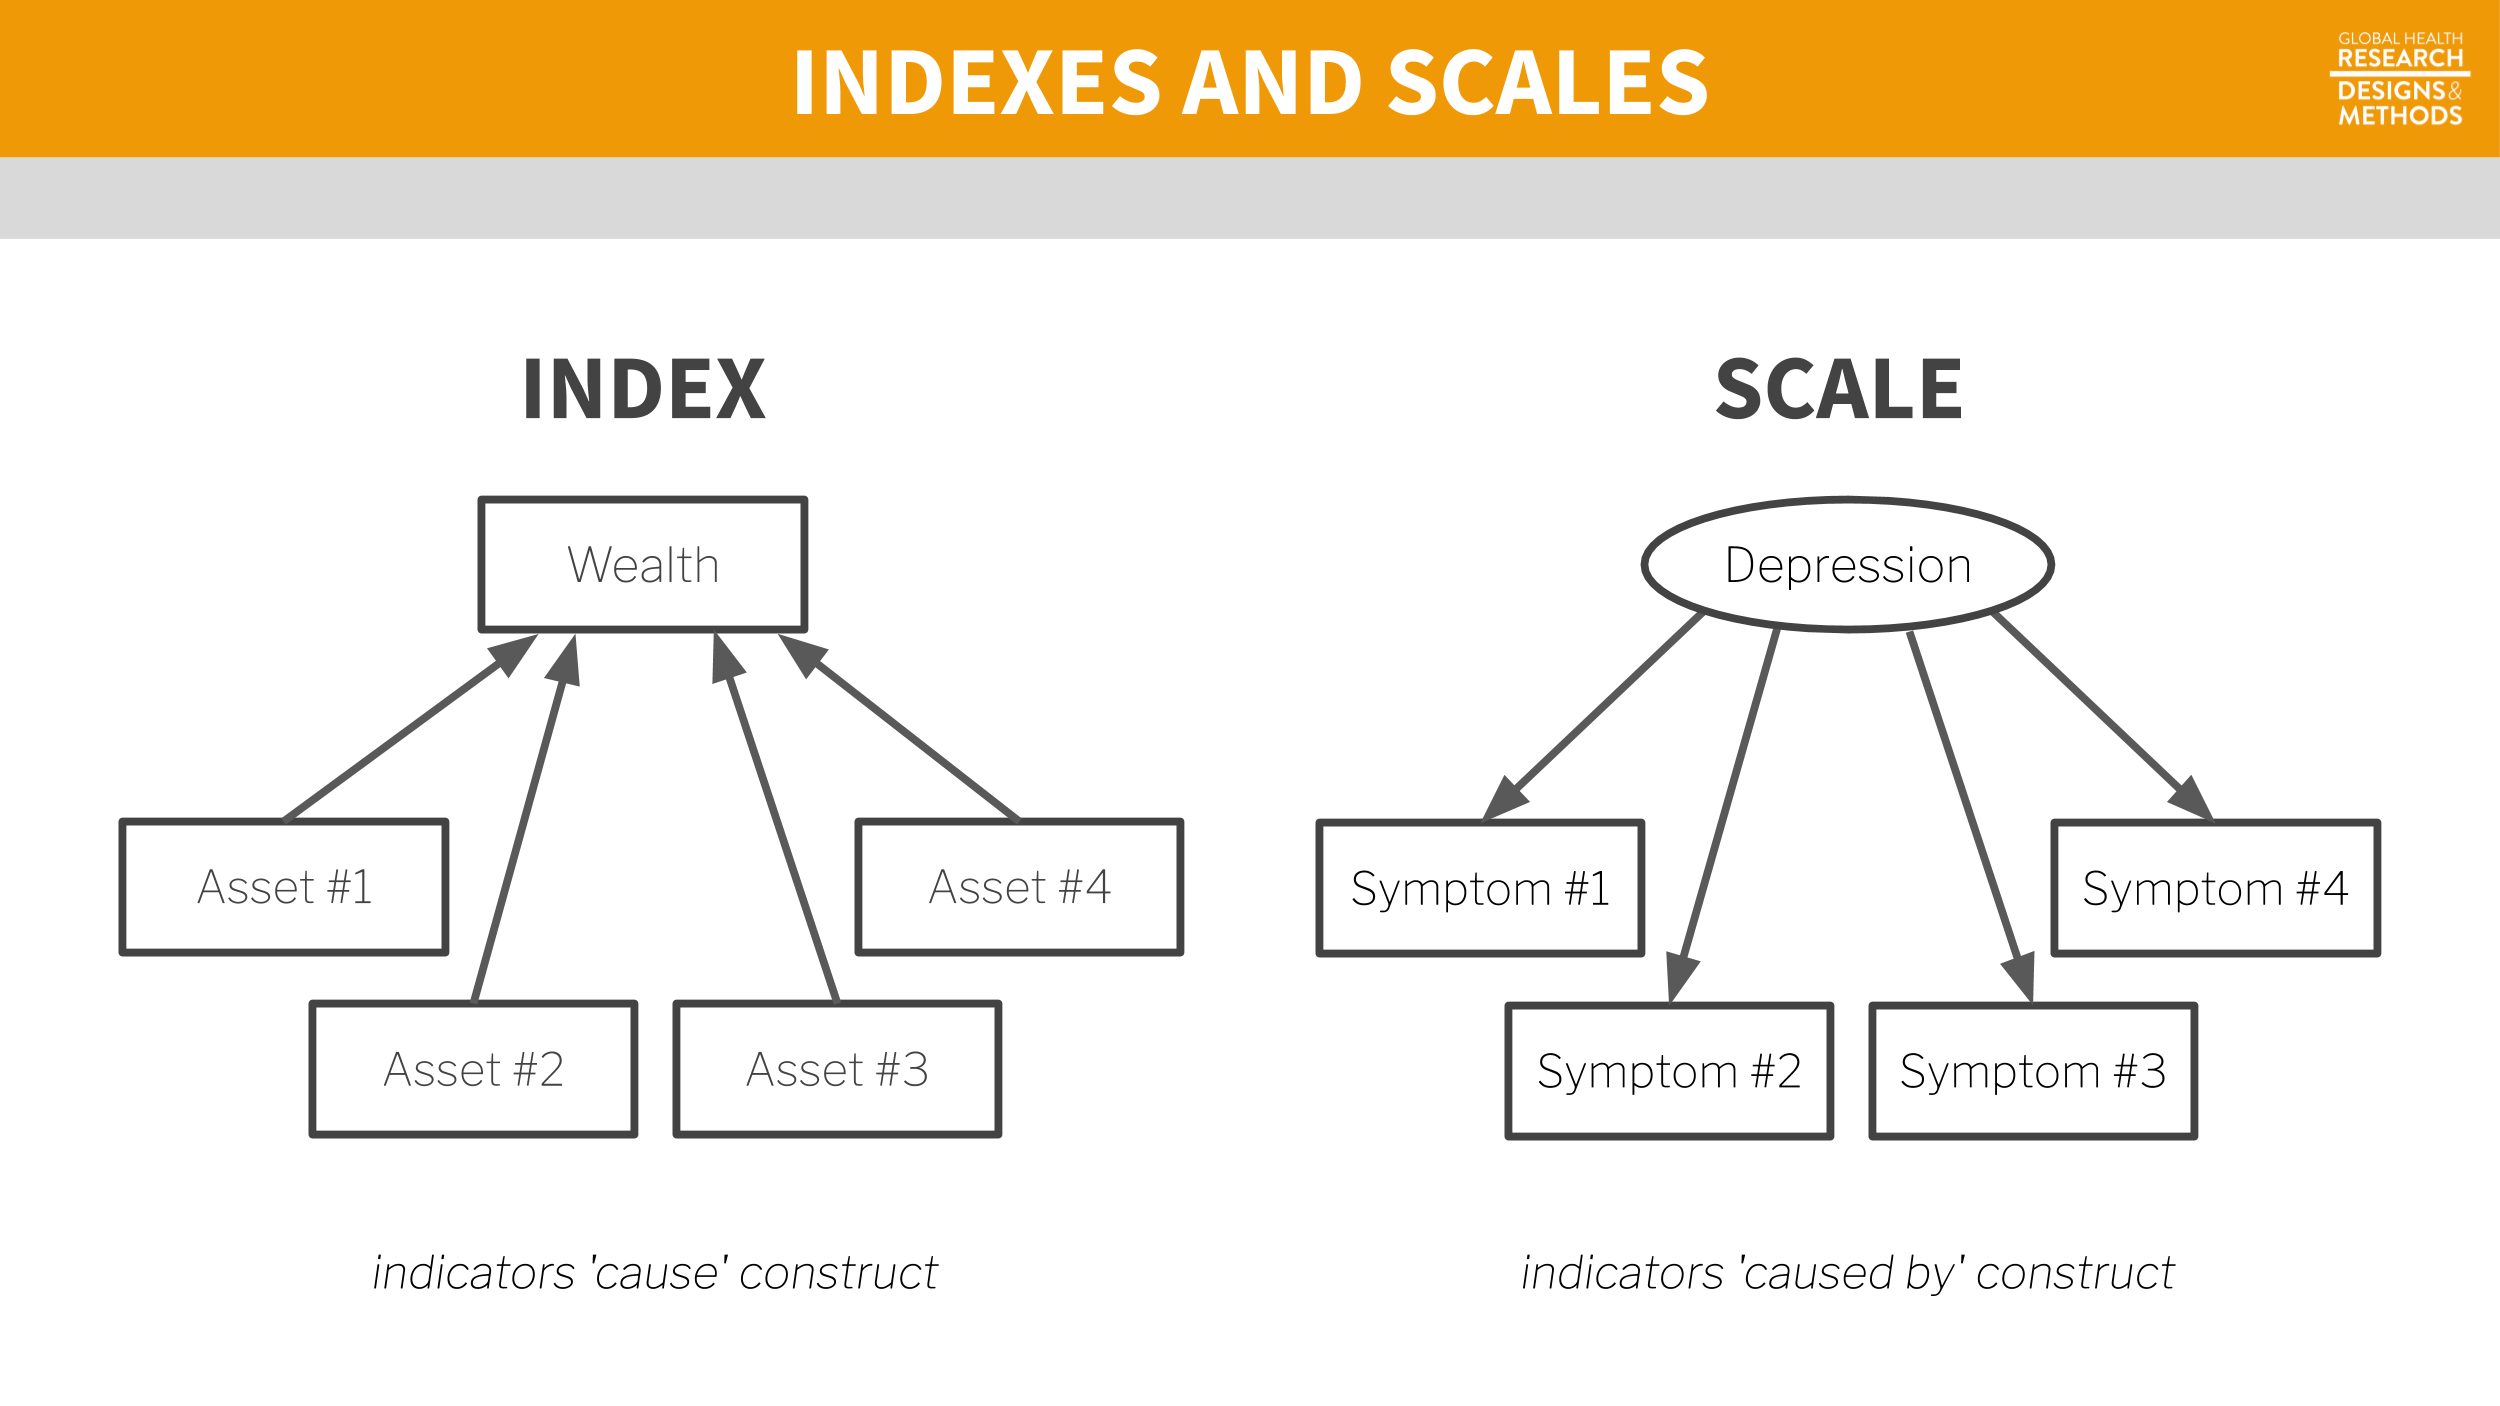 INDEXES AND SCALES
GLOBAL HEALTH
RESEARCH
DESIGNS &
METHODS
INDEX
Wealth
Asset #1
Asset #4
Asset #2
Asset #3
indicators 'cause' construct
SCALE
Depression
Symptom #1
Symptom #4
Symptom #2
Symptom #3
indicators 'caused by' construct